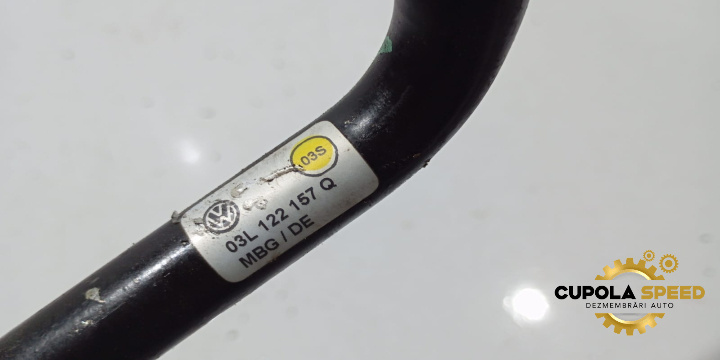 03S
03L 122 157 Q
MBG / DE
CUPOLA SPEED
DEZMEMBRĂRI AUTO